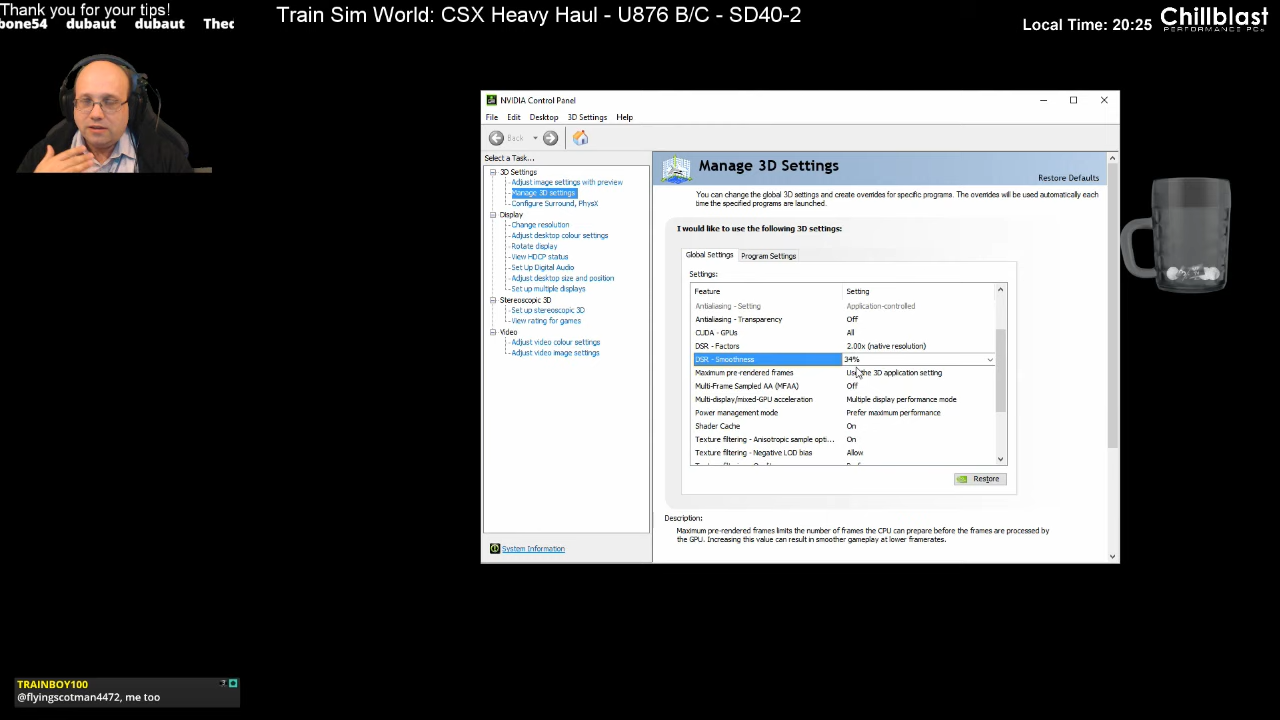 Thank you for your tips!
bone54 dubaut dubaut Thec
Train Sim World: CSX Heavy Haul - U876 B/C - SD40-2
Local Time: 20:25
Chillblast
PERFORMANCE PCs
NVIDIA Control Panel
File Edit Desktop 3D Settings Help
Back
Select a Task...
3D Settings
Adjust image settings with preview
Manage 3D settings
Configure Surround, PhysX
Display
Change resolution
Adjust desktop colour settings
Rotate display
View HDCP status
Set Up Digital Audio
Adjust desktop size and position
Set up multiple displays
Stereoscopic 3D
Set up stereoscopic 3D
View rating for games
Video
Adjust video colour settings
Adjust video image settings
System Information
Manage 3D Settings
Restore Defaults
You can change the global 3D settings and create overrides for specific programs. The overrides will be used automatically each
time the specified programs are launched.
I would like to use the following 3D settings:
Global Settings Program Settings
Settings:
Feature Setting
Antialiasing - Setting Application-controlled
Antialiasing - Transparency Off
CUDA - GPUs All
DSR - Factors 2.00x (native resolution)
DSR - Smoothness 34%
Maximum pre-rendered frames Use the 3D application setting
Multi-Frame Sampled AA (MFAA) Off
Multi-display/mixed-GPU acceleration Multiple display performance mode
Power management mode Prefer maximum performance
Shader Cache On
Texture filtering - Anisotropic sample opti... On
Texture filtering - Negative LOD bias Allow
Restore
Description:
Maximum pre-rendered frames limits the number of frames the CPU can prepare before the frames are processed by
the GPU. Increasing this value can result in smoother gameplay at lower framerates.
TRAINBOY100
@flyingscotman4472, me too